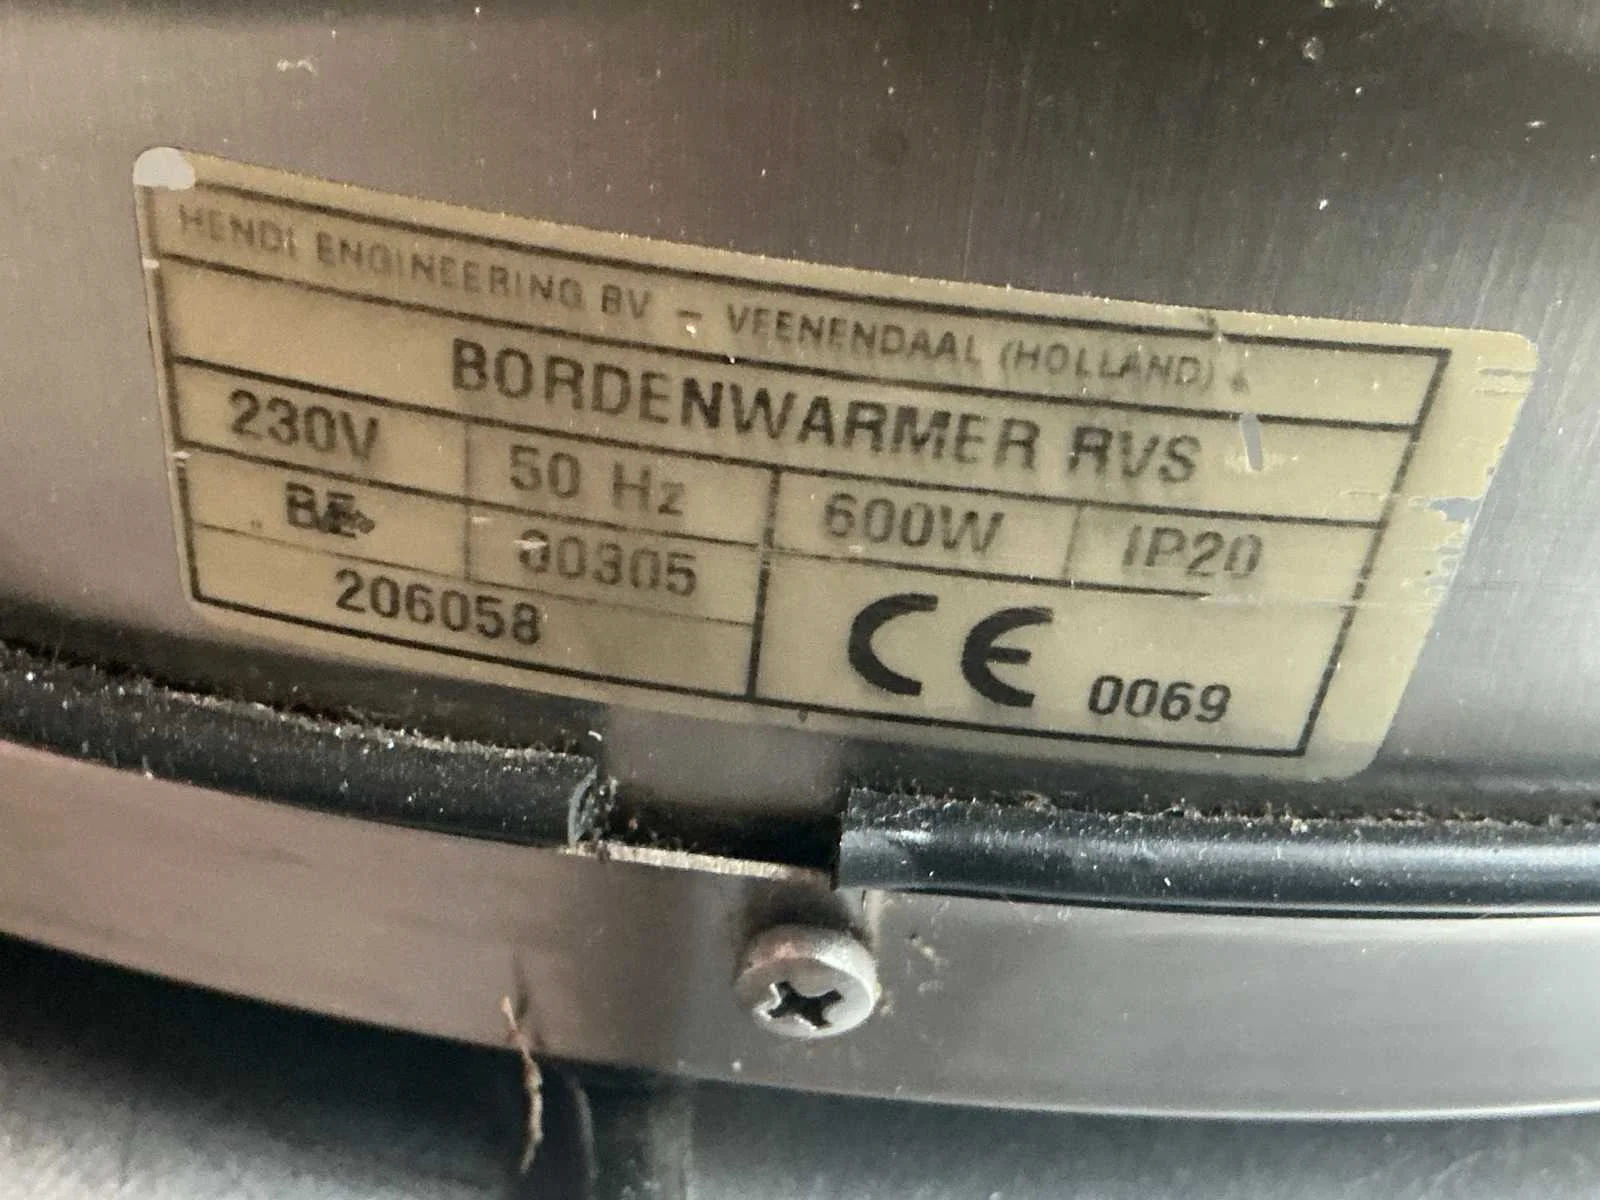 HENDI ENGINEERING BV - VEENENDAAL (HOLLAND)
BORDENWARMER RVS
230V 50 Hz 600W IP20
00305
206058
CE 0069